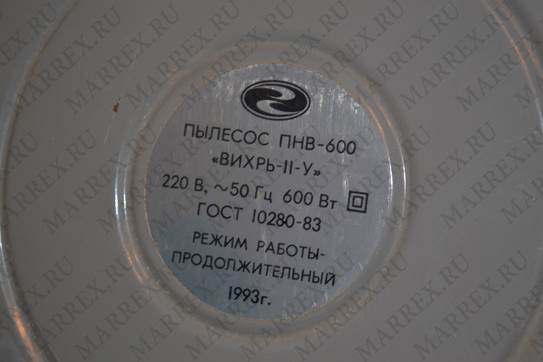 ПЫЛЕСОС ПНВ-600
«ВИХРЬ-II-У»
220 В, ~50 Гц 600 Вт
ГОСТ 10280-83
РЕЖИМ РАБОТЫ-
ПРОДОЛЖИТЕЛЬНЫЙ
1993г.
MARREX.RU